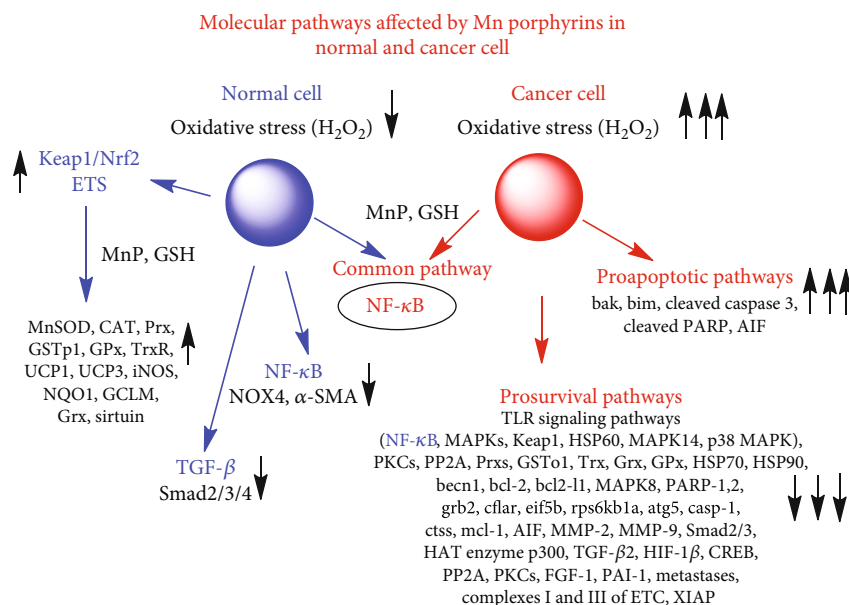 Molecular pathways affected by Mn porphyrins in
normal and cancer cell
Normal cell
Oxidative stress (H₂O₂)
Cancer cell
Oxidative stress (H₂O₂)
Keap1/Nrf2
ETS
MnP, GSH
MnP, GSH
Common pathway
NF-κB
Proapoptotic pathways
bak, bim, cleaved caspase 3,
cleaved PARP, AIF
MnSOD, CAT, Prx,
GSTp1, GPx, TrxR,
UCP1, UCP3, iNOS,
NQO1, GCLM,
Grx, sirtuin
NF-κB
NOX4, α-SMA
TGF-β
Smad2/3/4
Prosurvival pathways
TLR signaling pathways
(NF-κB, MAPKs, Keap1, HSP60, MAPK14, p38 MAPK),
PKCs, PP2A, Prxs, GSTo1, Trx, Grx, GPx, HSP70, HSP90,
becn1, bcl-2, bcl2-l1, MAPK8, PARP-1,2,
grb2, cflar, eif5b, rps6kb1a, atg5, casp-1,
ctss, mcl-1, AIF, MMP-2, MMP-9, Smad2/3,
HAT enzyme p300, TGF-β2, HIF-1β, CREB,
PP2A, PKCs, FGF-1, PAI-1, metastases,
complexes I and III of ETC, XIAP